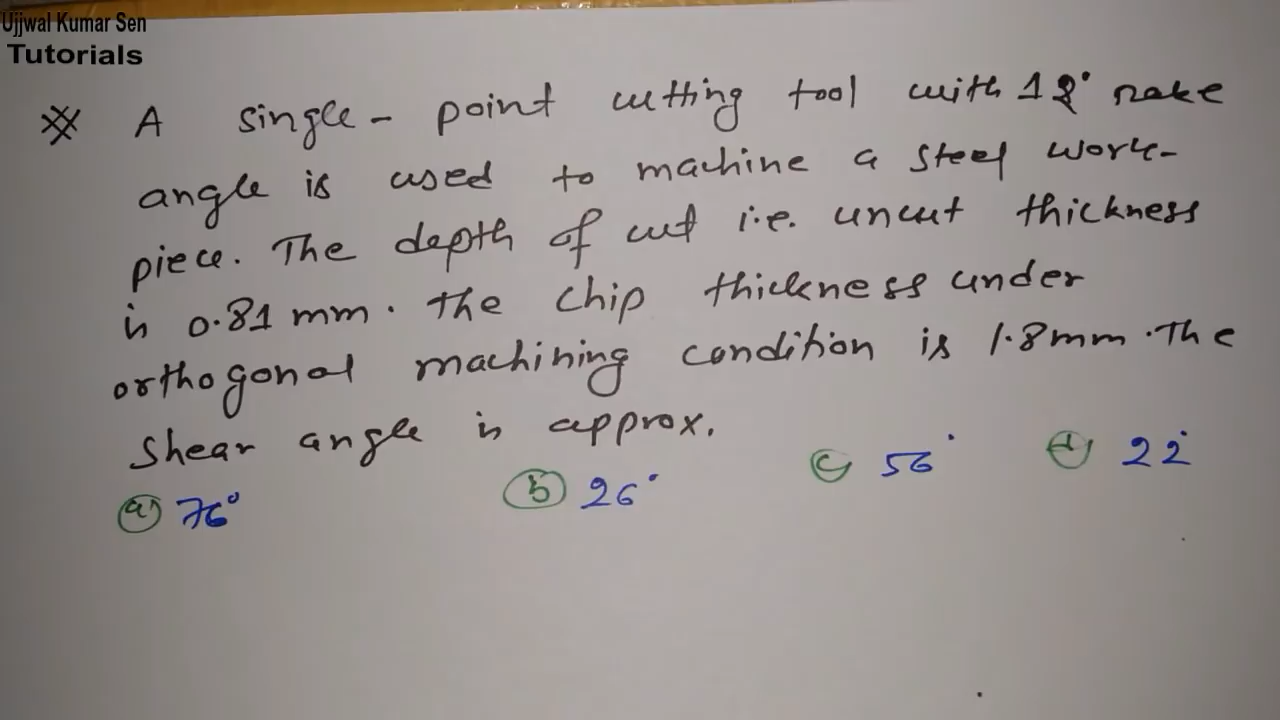 Ujjwal Kumar Sen
Tutorials
A single-point cutting tool with 12° rake
angle is used to machine a steel work-
piece. The depth of cut i.e. uncut thickness
is 0.81 mm. The chip thickness under
orthogonal machining condition is 1.8mm. The
shear angle is approx.
(a) 76° (b) 26° (c) 56° (d) 22°